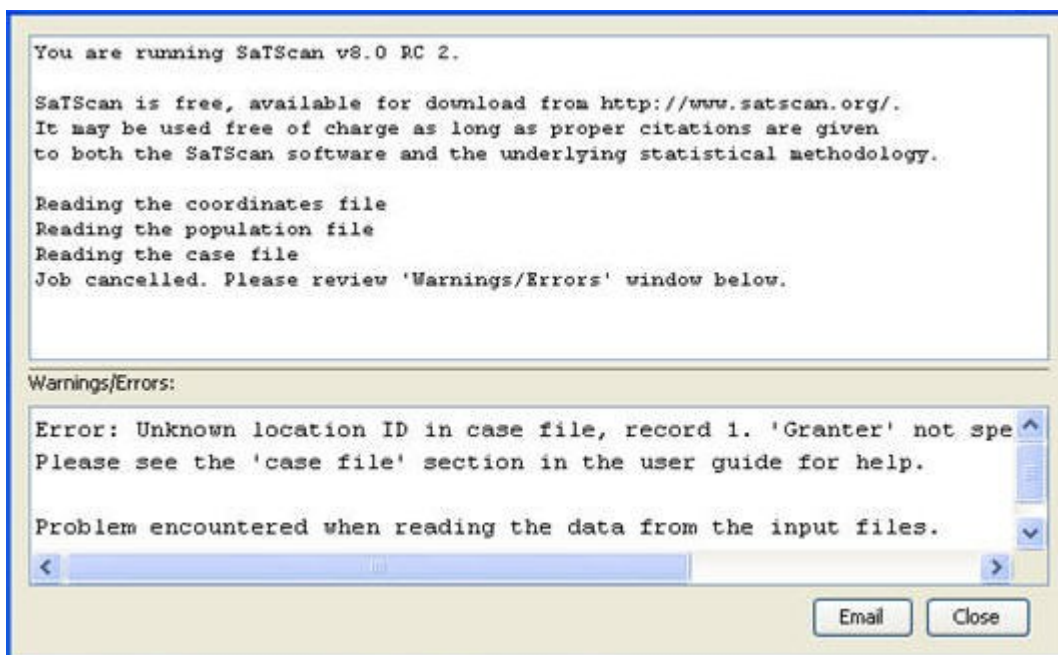 You are running SaTScan v8.0 RC 2.
SaTScan is free, available for download from http://www.satscan.org/.
It may be used free of charge as long as proper citations are given
to both the SaTScan software and the underlying statistical methodology.
Reading the coordinates file
Reading the population file
Reading the case file
Job cancelled. Please review 'Warnings/Errors' window below.
Warnings/Errors:
Error: Unknown location ID in case file, record 1. 'Granter' not spe
Please see the 'case file' section in the user guide for help.
Problem encountered when reading the data from the input files.
Email Close